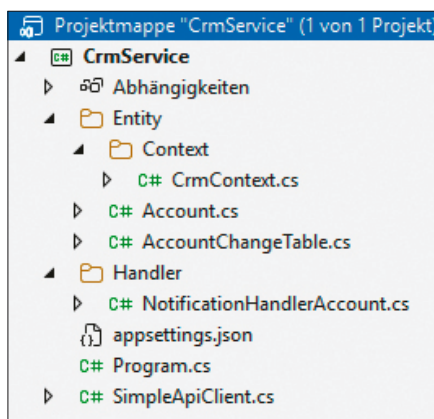 Projektmappe "CrmService" (1 von 1 Projekt)
C# CrmService
Abhängigkeiten
Entity
Context
C# CrmContext.cs
C# Account.cs
C# AccountChangeTable.cs
Handler
C# NotificationHandlerAccount.cs
appsettings.json
C# Program.cs
C# SimpleApiClient.cs